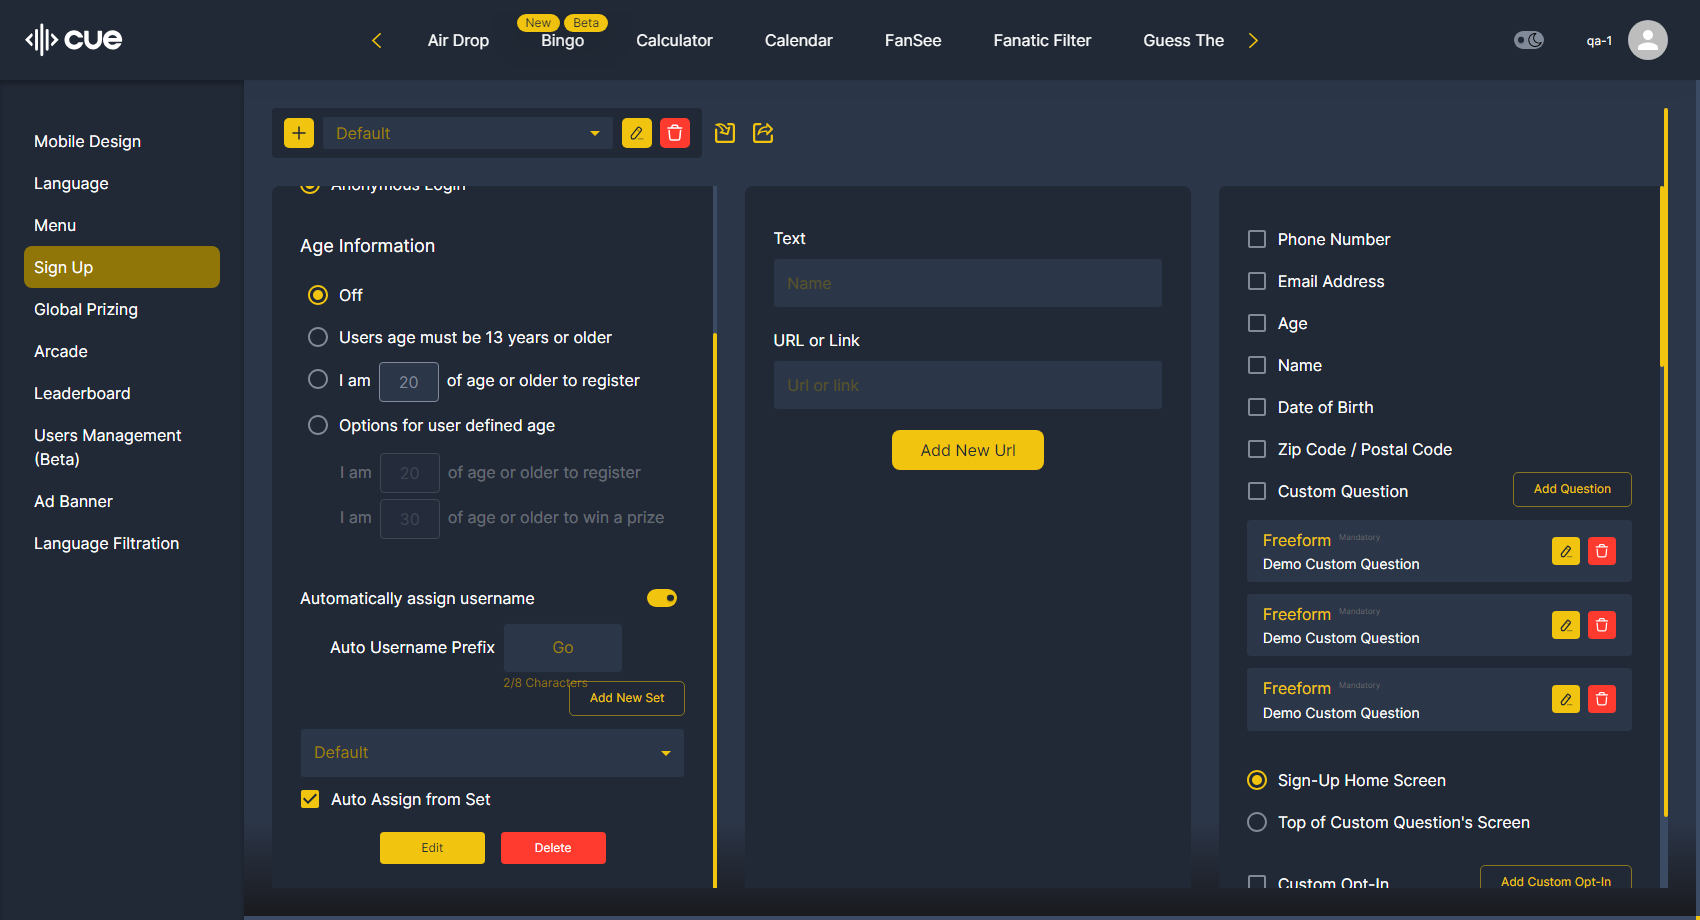 cue
Air Drop
New
Beta
Bingo
Calculator
Calendar
FanSee
Fanatic Filter
Guess The
qa-1
Mobile Design
Language
Menu
Sign Up
Global Prizing
Arcade
Leaderboard
Users Management
(Beta)
Ad Banner
Language Filtration
Default
Anonymous Login
Age Information
Off
Users age must be 13 years or older
I am 20 of age or older to register
Options for user defined age
I am 20 of age or older to register
I am 30 of age or older to win a prize
Automatically assign username
Auto Username Prefix Go
2/8 Characters
Add New Set
Default
Auto Assign from Set
Edit
Delete
Text
Name
URL or Link
Url or link
Add New Url
Phone Number
Email Address
Age
Name
Date of Birth
Zip Code / Postal Code
Custom Question
Add Question
Freeform Mandatory
Demo Custom Question
Freeform Mandatory
Demo Custom Question
Freeform Mandatory
Demo Custom Question
Sign-Up Home Screen
Top of Custom Question's Screen
Custom Opt-In
Add Custom Opt-In